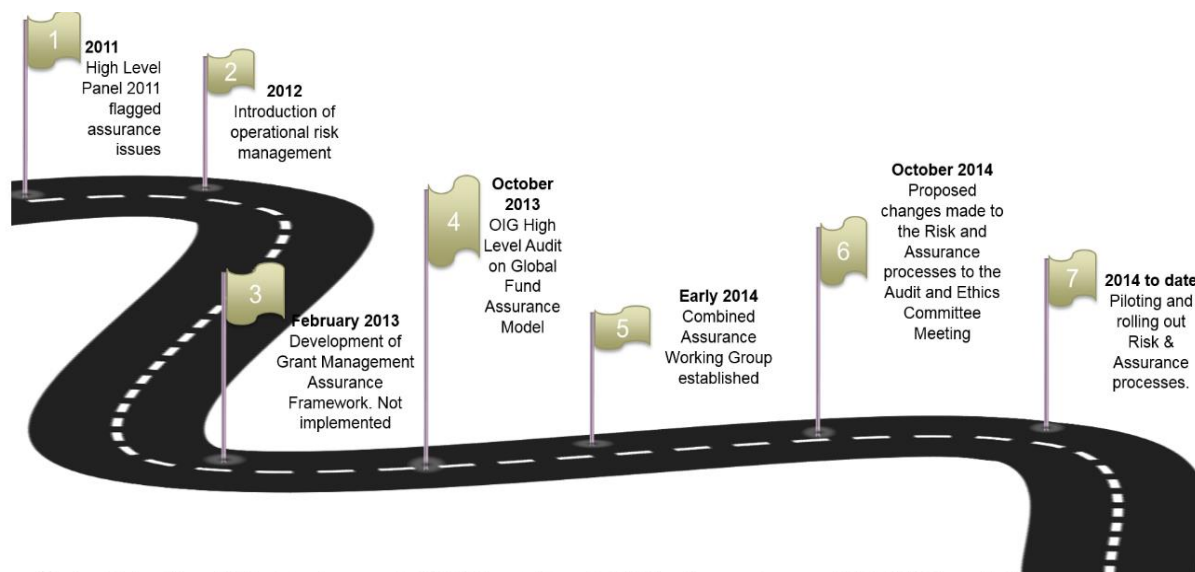 1
2011
High Level
Panel 2011
flagged
assurance
issues
2
2012
Introduction of
operational risk
management
3
February 2013
Development of
Grant Management
Assurance
Framework. Not
implemented
4
October
2013
OIG High
Level Audit
on Global
Fund
Assurance
Model
5
Early 2014
Combined
Assurance
Working Group
established
6
October 2014
Proposed
changes made to
the Risk and
Assurance
processes to the
Audit and Ethics
Committee
Meeting
7
2014 to date
Piloting and
rolling out
Risk &
Assurance
processes.